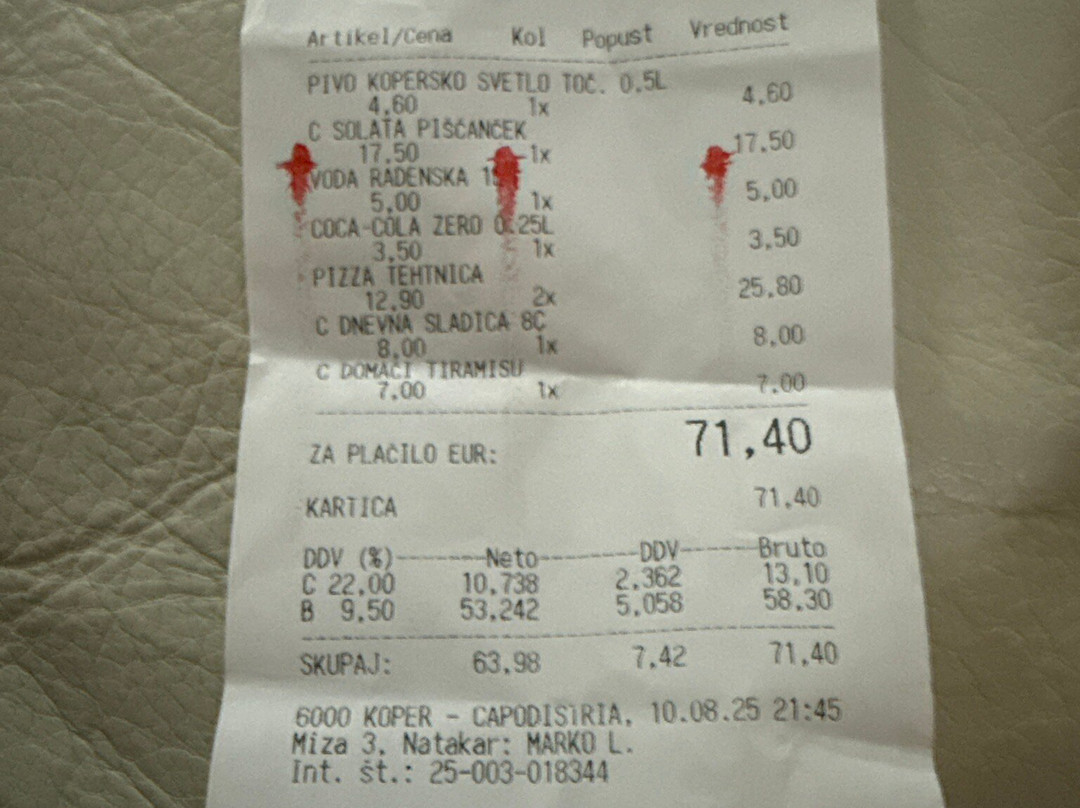 Artikel/Cena Kol Popust Vrednost
PIVO KOPERSKO SVETLO TOČ. 0,5L
4,60 1x 4,60
C SOLATA PIŠČANČEK
17,50 1x 17,50
VODA RADENSKA
5,00 1x 5,00
COCA-COLA ZERO 0,25L
3,50 1x 3,50
PIZZA TEHTNICA
12,90 2x 25,80
C DNEVNA SLADICA 8Č
8,00 1x 8,00
C DOMAČI TIRAMISU
7,00 1x 7,00
ZA PLAČILO EUR: 71,40
KARTICA 71,40
DDV (%) Neto DDV Bruto
C 22,00 10,738 2,362 13,10
B 9,50 53,242 5,058 58,30
SKUPAJ: 63,98 7,42 71,40
6000 KOPER - CAPODISTRIA, 10.08.25 21:45
Miza 3, Natakar: MARKO L.
Int. št.: 25-003-018344